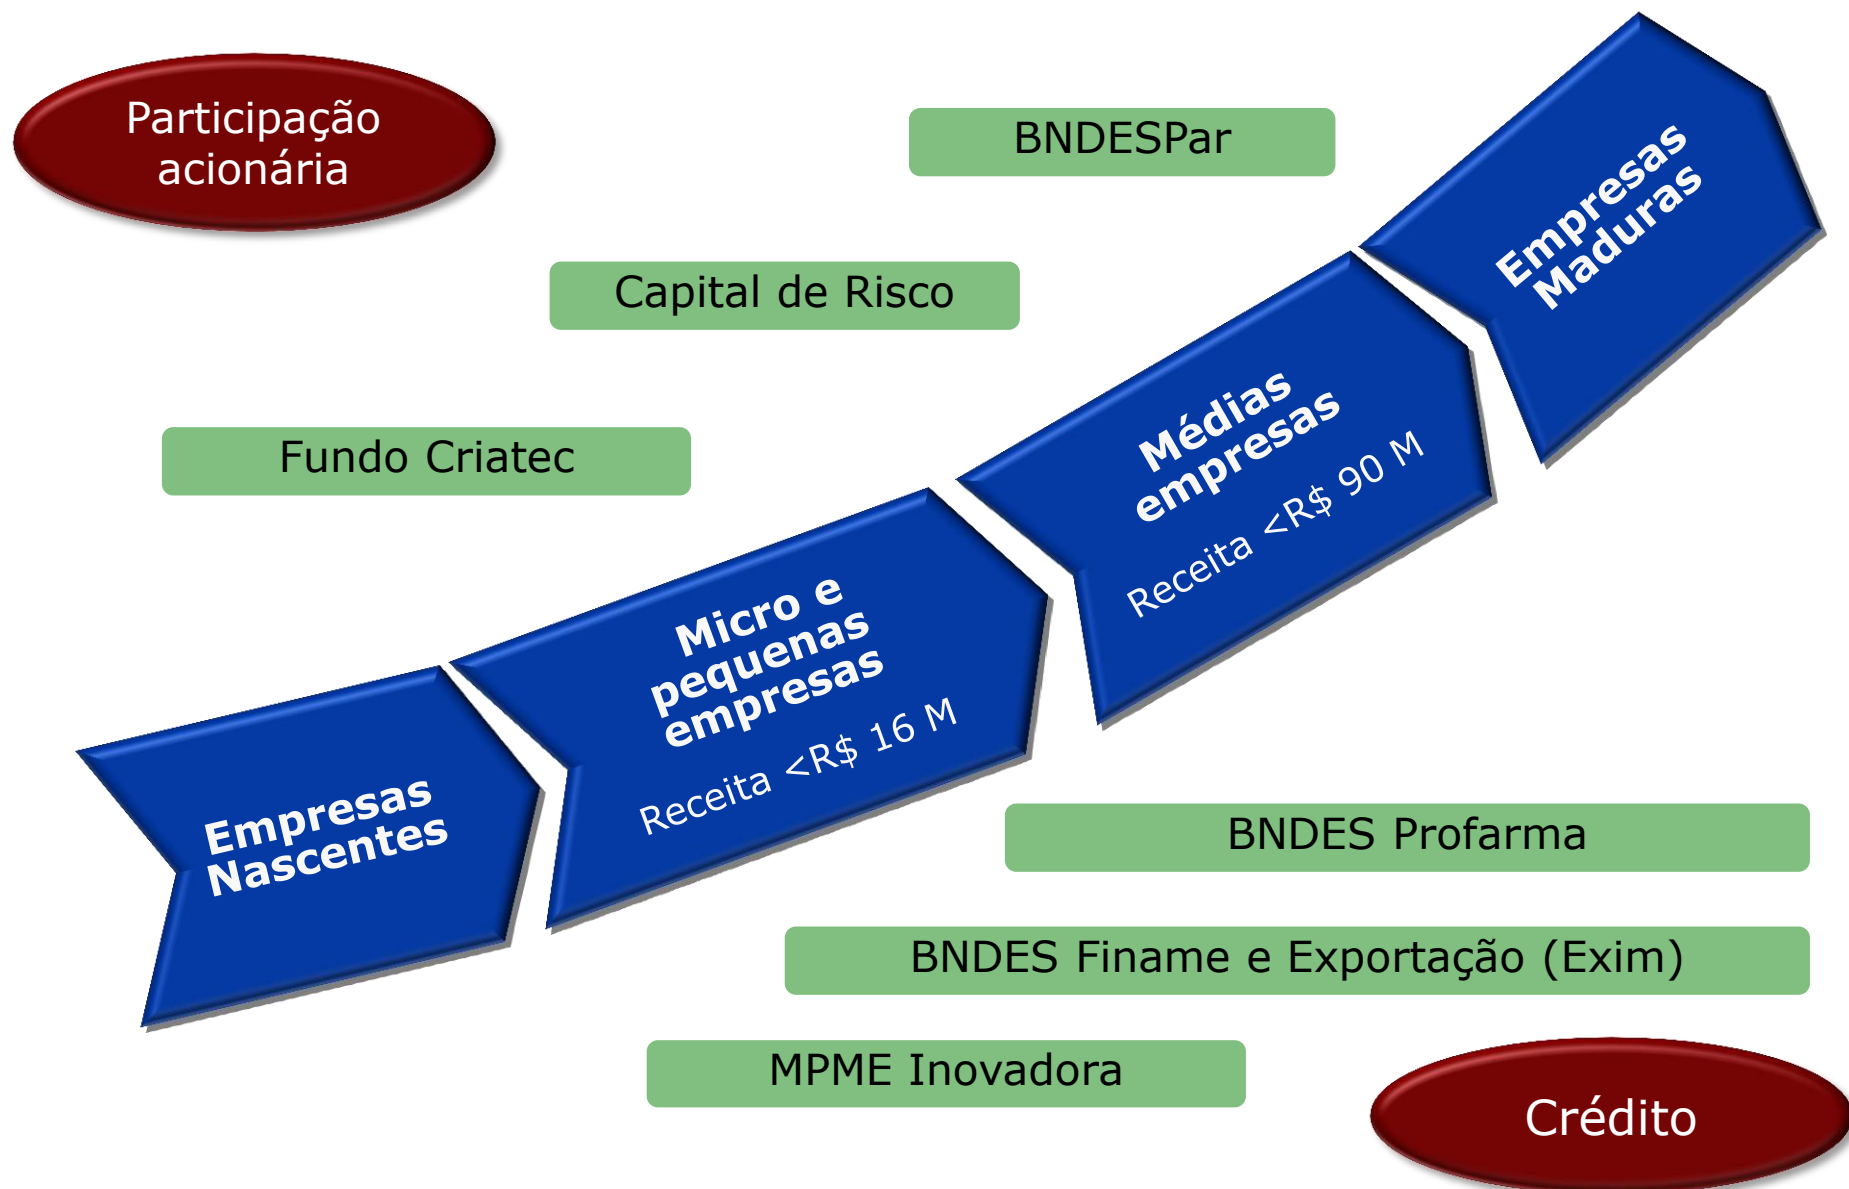 Participação
acionária
BNDESPar
Capital de Risco
Fundo Criatec
Empresas
Maduras
Médias
empresas
Receita <R$ 90 M
Micro e
pequenas
empresas
Receita <R$ 16 M
Empresas
Nascentes
BNDES Profarma
BNDES Finame e Exportação (Exim)
MPME Inovadora
Crédito